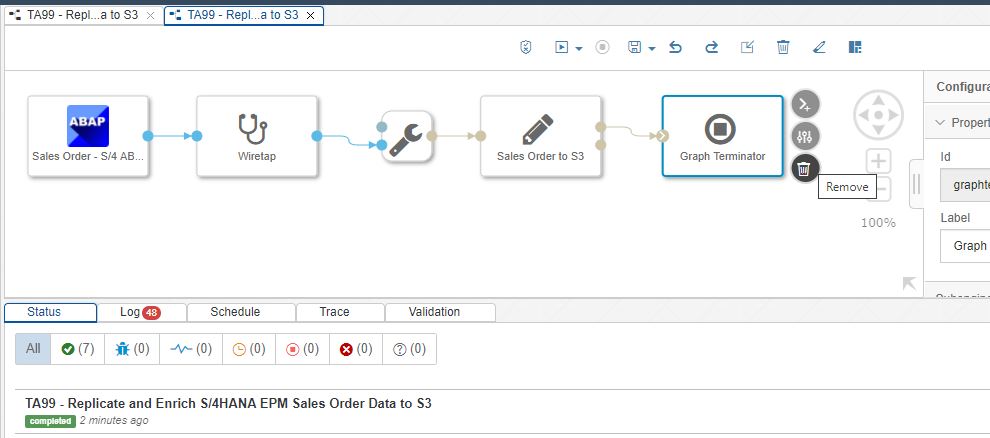 TA99 - Repl...a to S3
TA99 - Repl...a to S3
ABAP
Sales Order - S/4 AB...
Wiretap
Sales Order to S3
Graph Terminator
Remove
100%
Configura
Propert
Id
graphte
Label
Graph
Status
Log 48
Schedule
Trace
Validation
All
(7)
(0)
(0)
(0)
(0)
(0)
(0)
TA99 - Replicate and Enrich S/4HANA EPM Sales Order Data to S3
completed 2 minutes ago